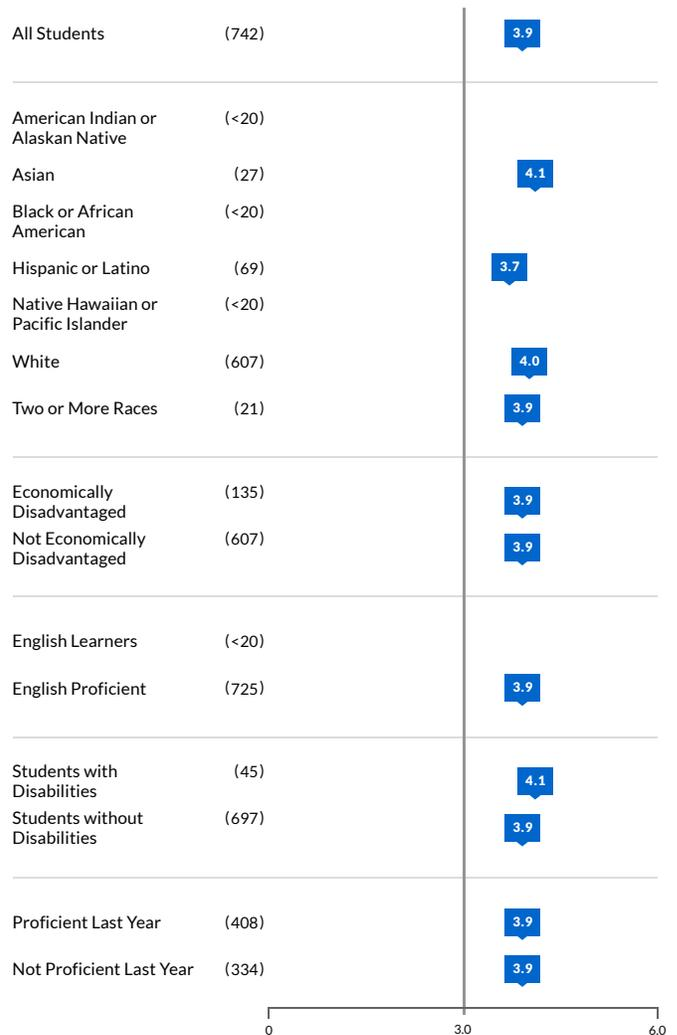 All Students (742) 3.9
American Indian or (<20)
Alaskan Native
Asian (27) 4.1
Black or African (<20)
American
Hispanic or Latino (69) 3.7
Native Hawaiian or (<20)
Pacific Islander
White (607) 4.0
Two or More Races (21) 3.9
Economically (135) 3.9
Disadvantaged
Not Economically (607) 3.9
Disadvantaged
English Learners (<20)
English Proficient (725) 3.9
Students with (45) 4.1
Disabilities
Students without (697) 3.9
Disabilities
Proficient Last Year (408) 3.9
Not Proficient Last Year (334) 3.9
0 3.0 6.0